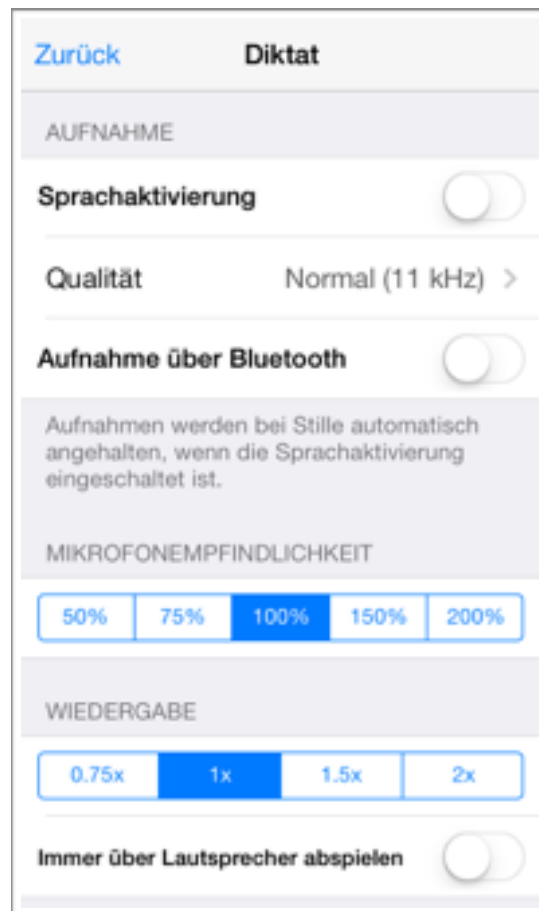 Zurück Diktat
AUFNAHME
Sprachaktivierung
Qualität Normal (11 kHz) >
Aufnahme über Bluetooth
Aufnahmen werden bei Stille automatisch
angehalten, wenn die Sprachaktivierung
eingeschaltet ist.
MIKROFONEMPFINDLICHKEIT
50% 75% 100% 150% 200%
WIEDERGABE
0.75x 1x 1.5x 2x
Immer über Lautsprecher abspielen